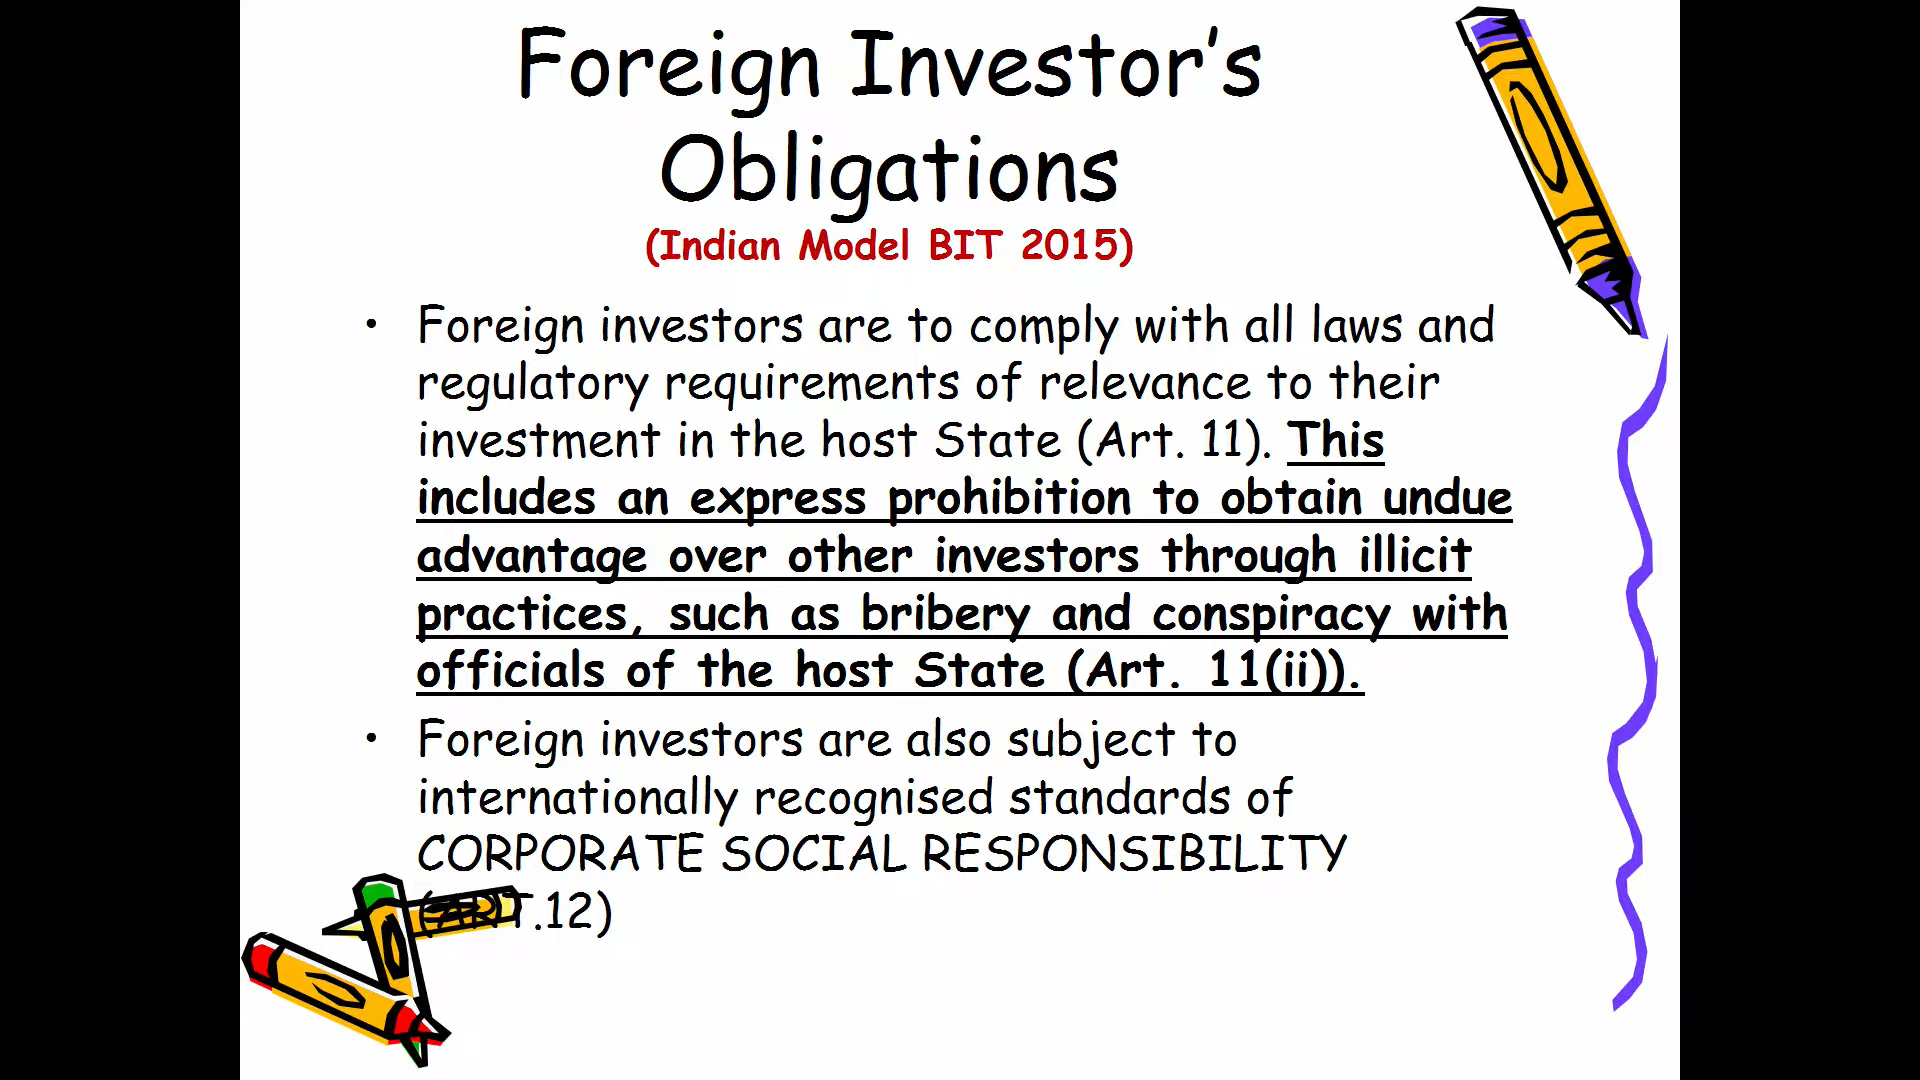 Foreign Investor's
Obligations
(Indian Model BIT 2015)
• Foreign investors are to comply with all laws and
regulatory requirements of relevance to their
investment in the host State (Art. 11). This
includes an express prohibition to obtain undue
advantage over other investors through illicit
practices, such as bribery and conspiracy with
officials of the host State (Art. 11(ii)).
• Foreign investors are also subject to
internationally recognised standards of
CORPORATE SOCIAL RESPONSIBILITY
(ART.12)